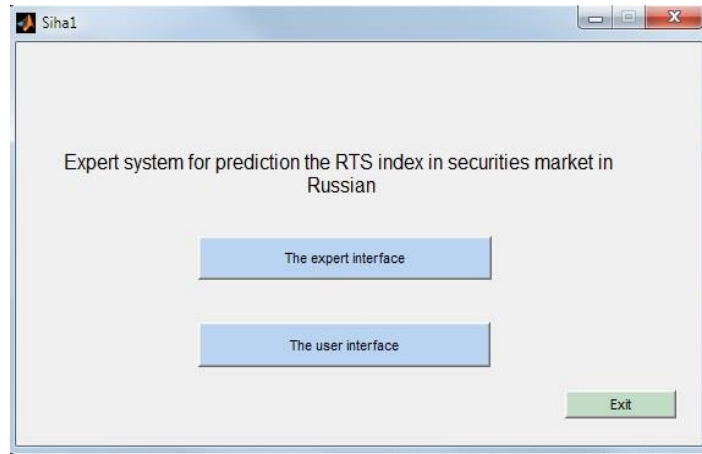 Siha1
Expert system for prediction the RTS index in securities market in
Russian
The expert interface
The user interface
Exit